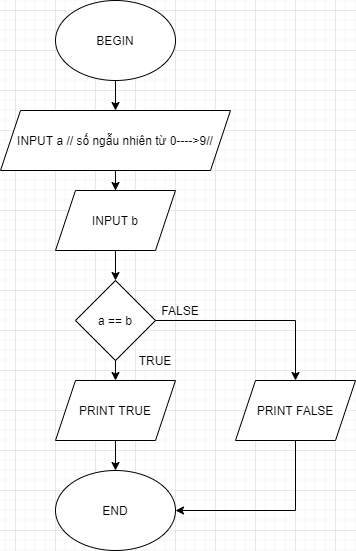 BEGIN
INPUT a // số ngẫu nhiên từ 0---->9//
INPUT b
a == b
FALSE
TRUE
PRINT TRUE
PRINT FALSE
END